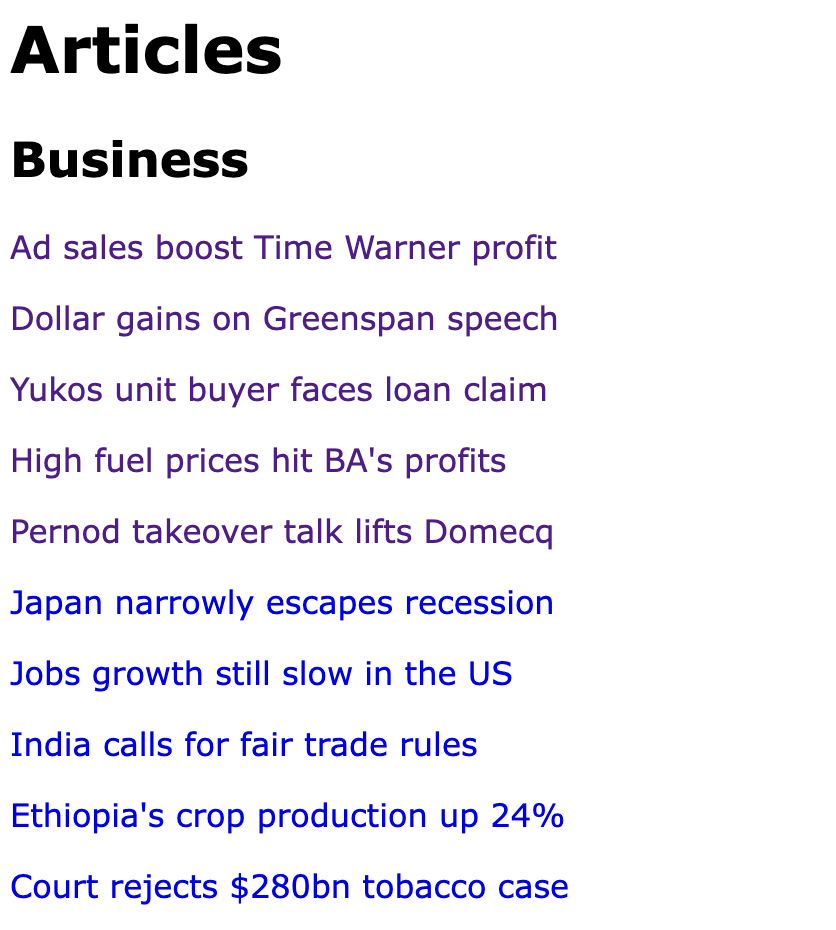 Articles
Business
Ad sales boost Time Warner profit
Dollar gains on Greenspan speech
Yukos unit buyer faces loan claim
High fuel prices hit BA's profits
Pernod takeover talk lifts Domecq
Japan narrowly escapes recession
Jobs growth still slow in the US
India calls for fair trade rules
Ethiopia's crop production up 24%
Court rejects $280bn tobacco case